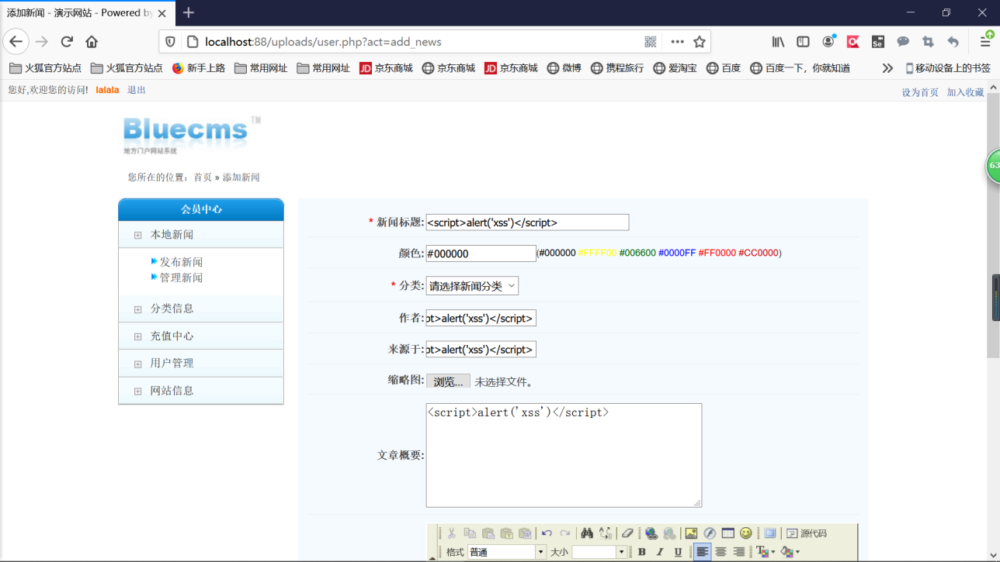 添加新闻 - 演示网站 - Powered by
localhost:88/uploads/user.php?act=add_news
火狐官方站点 火狐官方站点 新手上路 常用网址 常用网址 JD 京东商城 京东商城 JD 京东商城 微博 携程旅行 爱淘宝 百度 百度一下，你就知道 移动设备上的书签
您好,欢迎您的访问! lalala 退出
设为首页 加入收藏
Bluecms TM
地方门户网站系统
63
您所在的位置：首页 » 添加新闻
会员中心
本地新闻
发布新闻
管理新闻
分类信息
充值中心
用户管理
网站信息
* 新闻标题: <script>alert('xss')</script>
颜色: #000000 (#000000 #FFFF00 #006600 #0000FF #FF0000 #CC0000)
* 分类: 请选择新闻分类
作者: pt>alert('xss')</script>
来源于: pt>alert('xss')</script>
缩略图: 浏览... 未选择文件。
文章概要: <script>alert('xss')</script>
源代码
格式 普通 大小 B I U